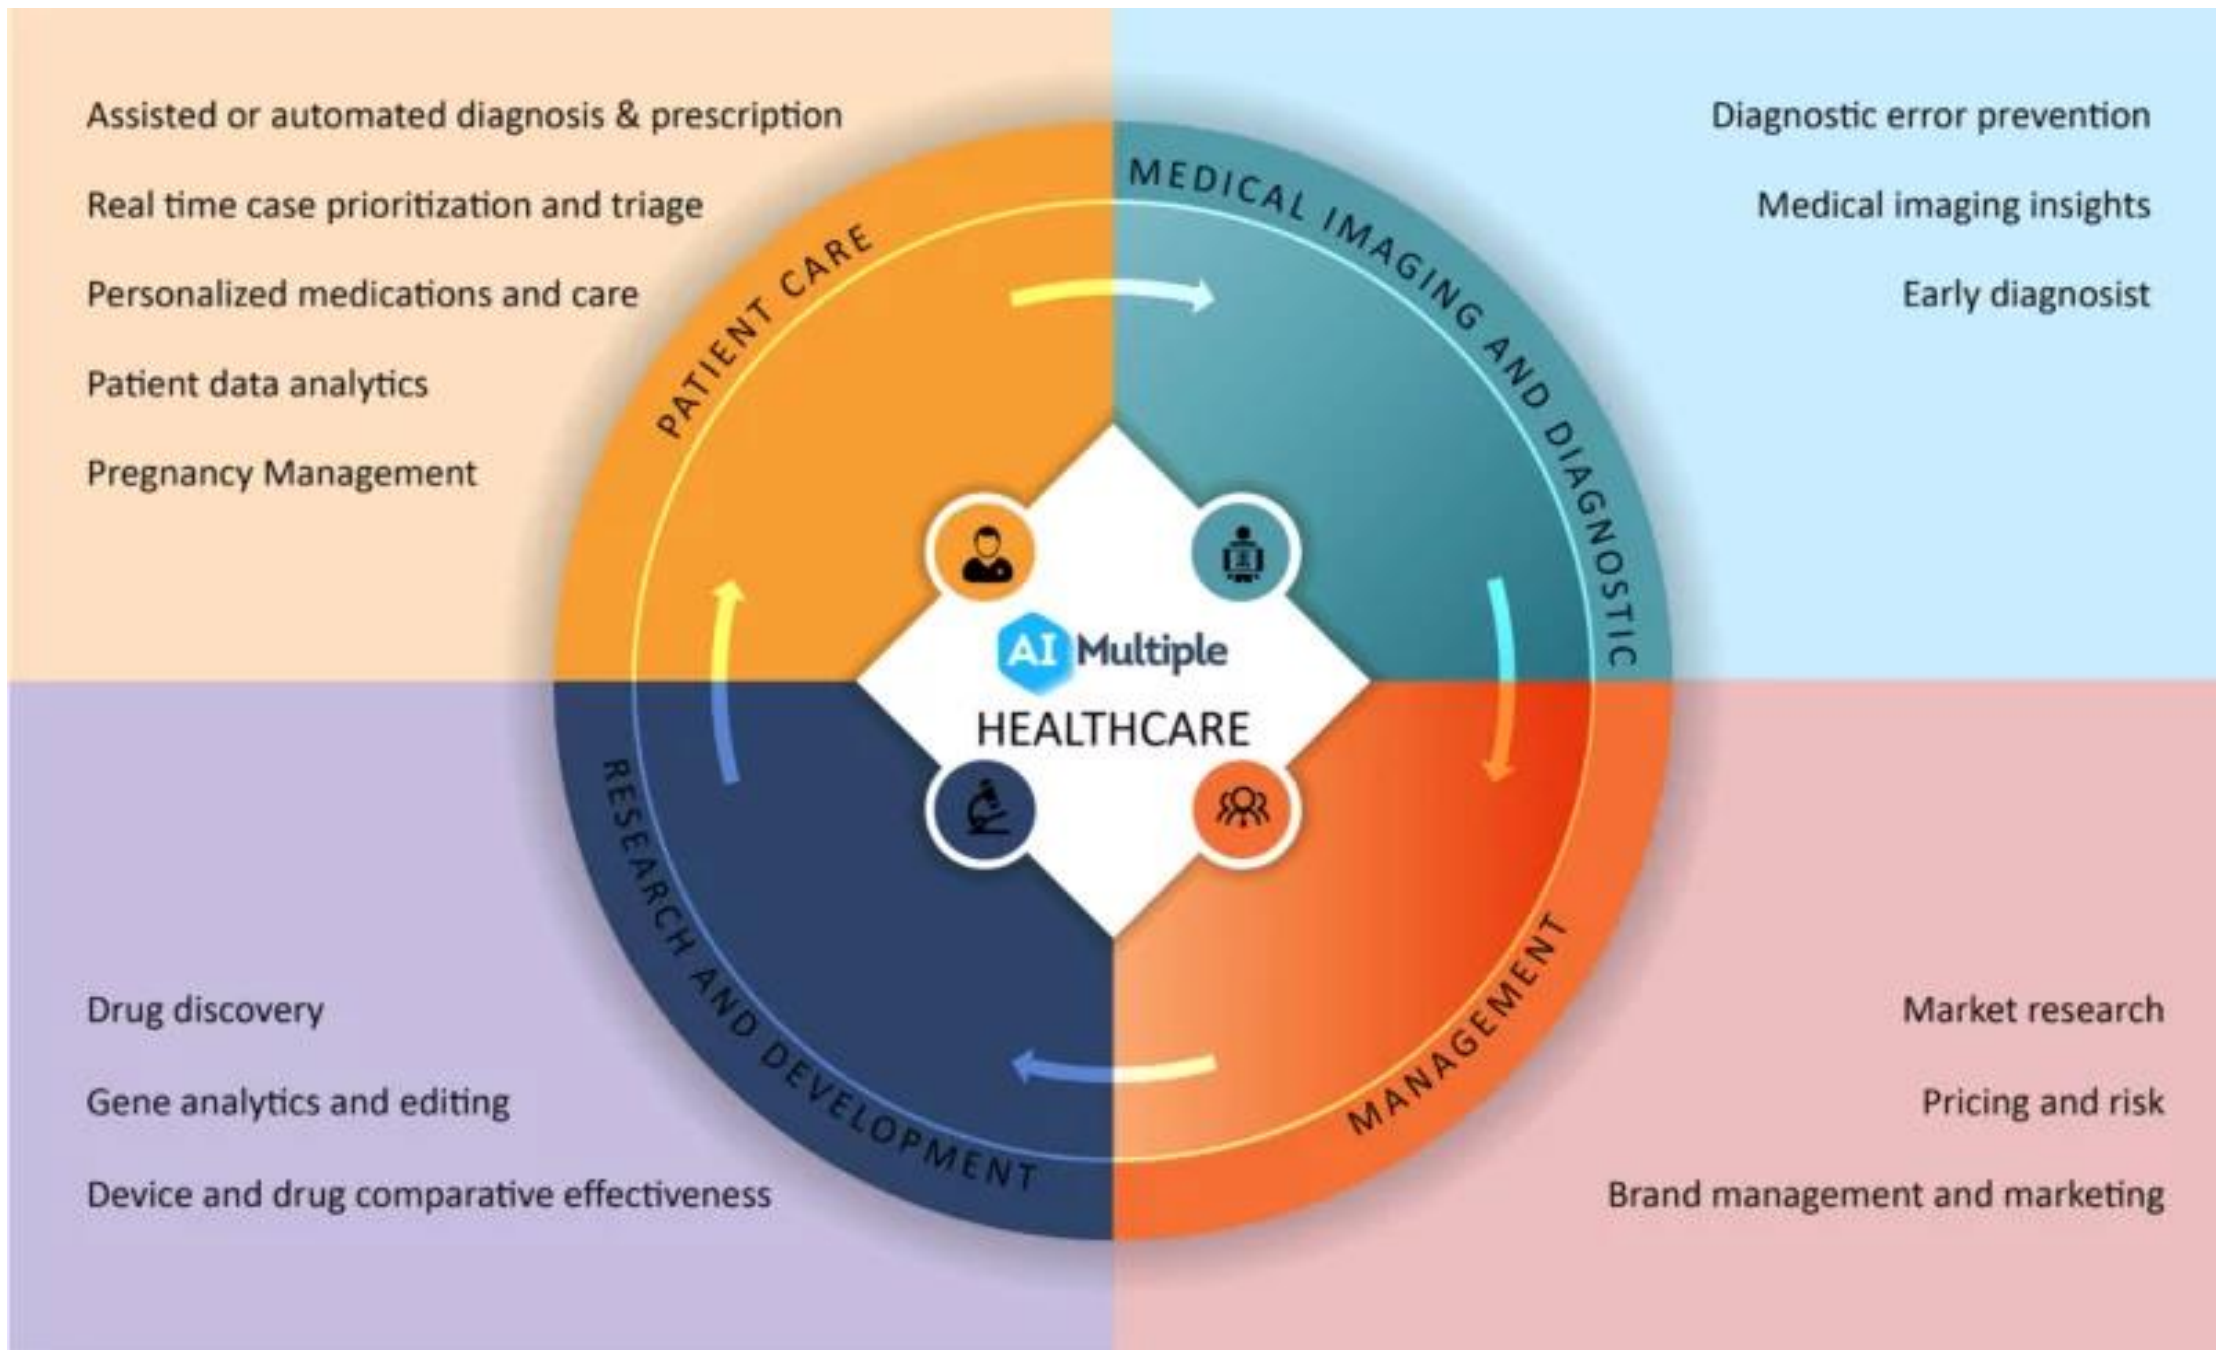 Assisted or automated diagnosis & prescription
Real time case prioritization and triage
Personalized medications and care
Patient data analytics
Pregnancy Management
PATIENT CARE
MEDICAL IMAGING AND DIAGNOSTIC
Diagnostic error prevention
Medical imaging insights
Early diagnosist
AI Multiple
HEALTHCARE
RESEARCH AND DEVELOPMENT
Drug discovery
Gene analytics and editing
Device and drug comparative effectiveness
MANAGEMENT
Market research
Pricing and risk
Brand management and marketing